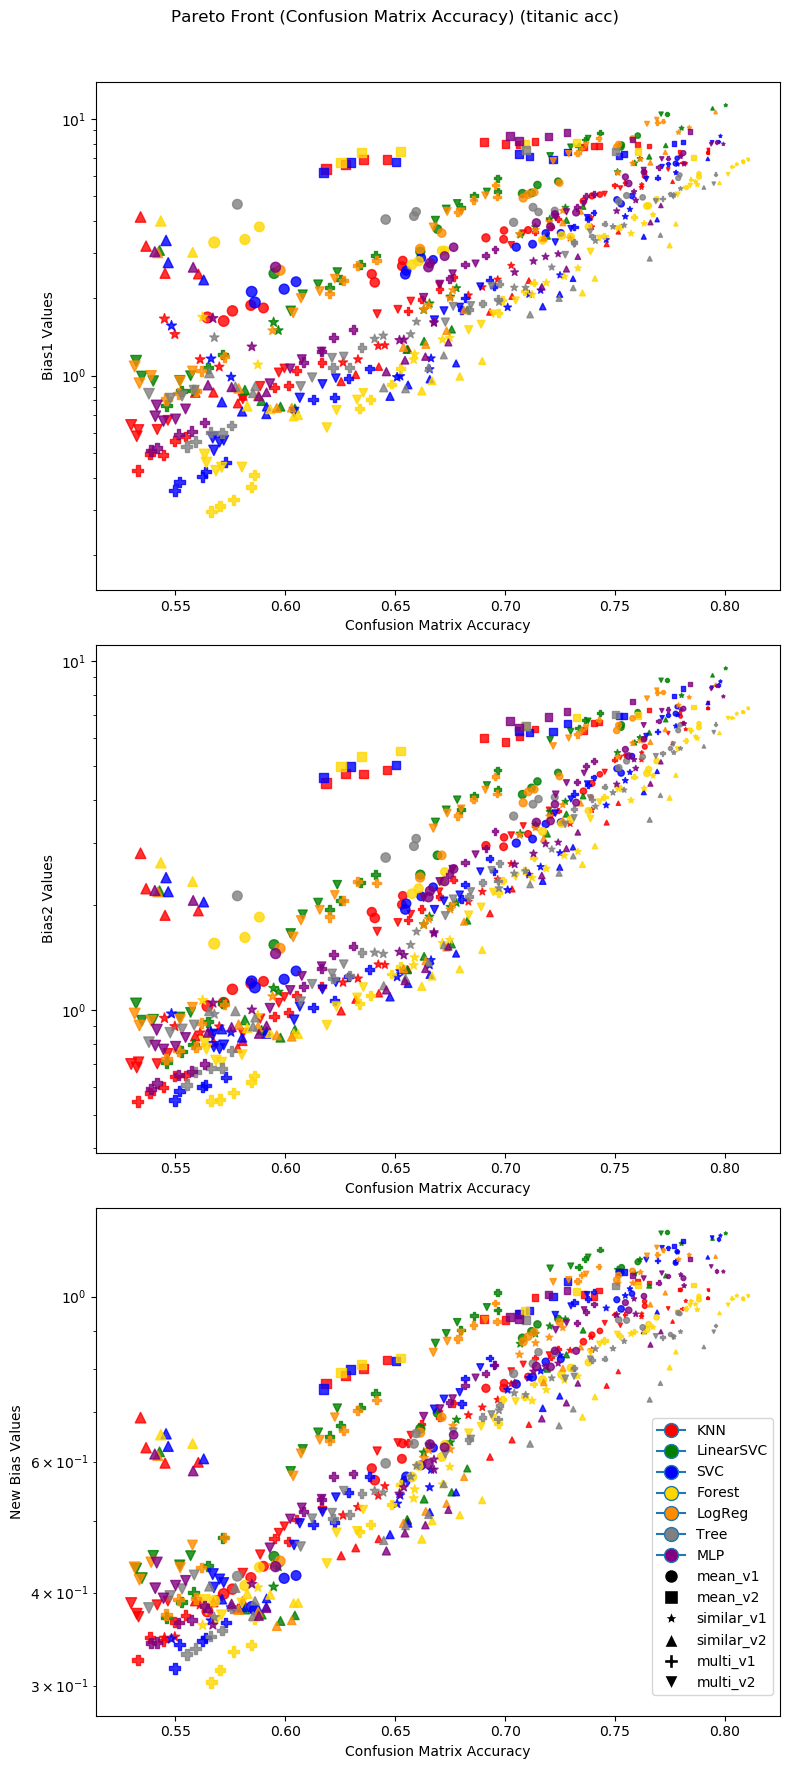 Pareto Front (Confusion Matrix Accuracy) (titanic acc)
10¹
10⁰
Bias1 Values
0.55 0.60 0.65 0.70 0.75 0.80
Confusion Matrix Accuracy
10¹
10⁰
Bias2 Values
0.55 0.60 0.65 0.70 0.75 0.80
Confusion Matrix Accuracy
10⁰
6 × 10⁻¹
4 × 10⁻¹
3 × 10⁻¹
New Bias Values
KNN
LinearSVC
SVC
Forest
LogReg
Tree
MLP
mean_v1
mean_v2
similar_v1
similar_v2
multi_v1
multi_v2
0.55 0.60 0.65 0.70 0.75 0.80
Confusion Matrix Accuracy